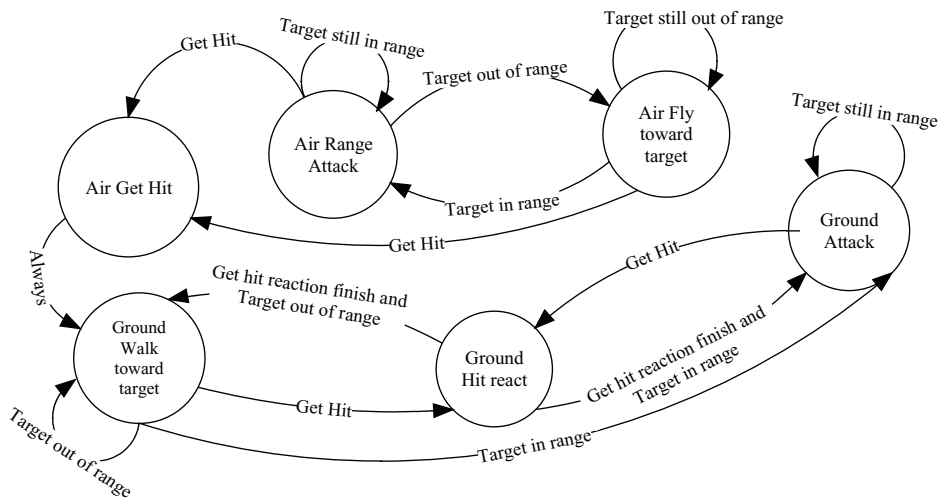 Target still out of range
Target still in range
Get Hit
Target out of range
Target still in range
Air Fly
toward
target
Air Range
Attack
Air Get Hit
Target in range
Ground
Attack
Get Hit
Get Hit
Always
Get hit reaction finish and
Target out of range
Ground
Walk
toward
target
Ground
Hit react
Get hit reaction finish and
Target in range
Get Hit
Target in range
Target out of range